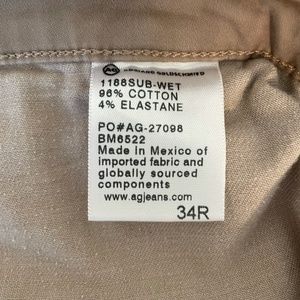 AG ADRIANO GOLDSCHMIED
1188SUB-WET
96% COTTON
4% ELASTANE
PO#AG-27098
BM6522
Made in Mexico of
imported fabric and
globally sourced
components
www.agjeans.com
34R